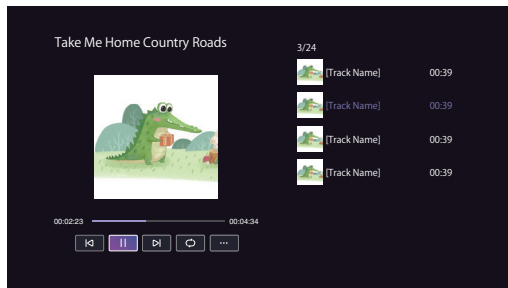 Take Me Home Country Roads
00:02:23
00:04:34
3/24
[Track Name] 00:39
[Track Name] 00:39
[Track Name] 00:39
[Track Name] 00:39